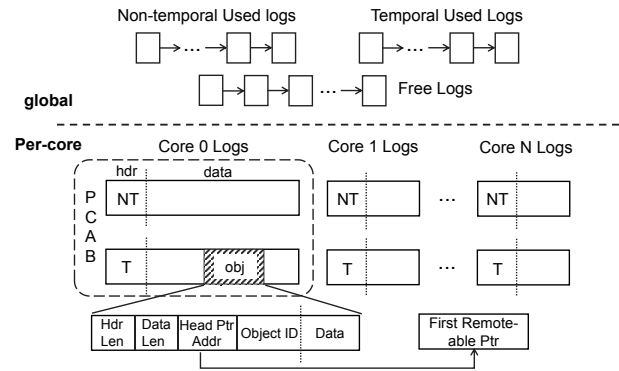 Non-temporal Used logs
Temporal Used Logs
...
...
...
Free Logs
global
Per-core
Core 0 Logs
Core 1 Logs
Core N Logs
hdr
data
P
C
A
B
NT
NT
...
NT
T
obj
T
...
T
Hdr Len
Data Len
Head Ptr Addr
Object ID
Data
First Remote-
able Ptr